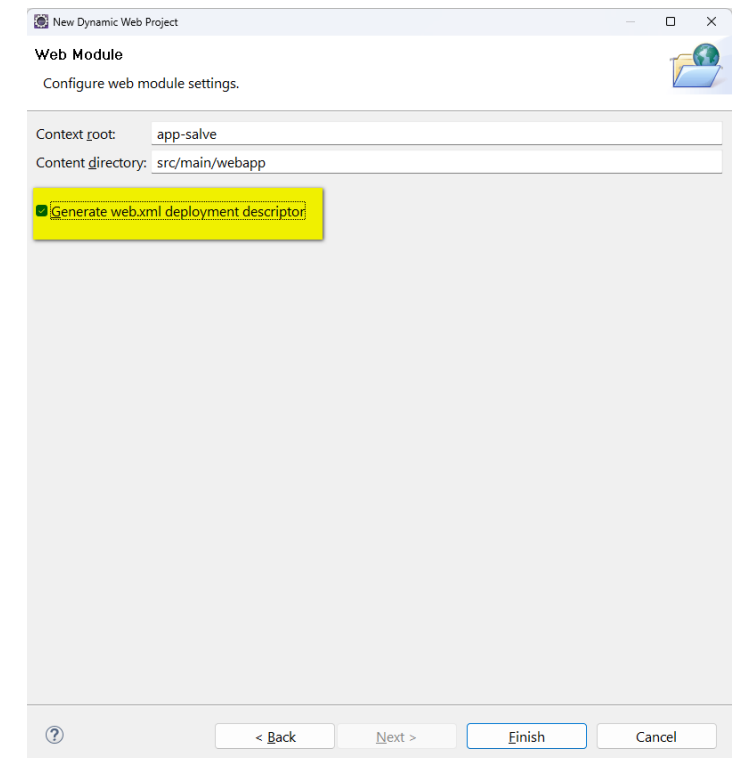 New Dynamic Web Project
Web Module
Configure web module settings.
Context root: app-salve
Content directory: src/main/webapp
Generate web.xml deployment descriptor
?
< Back Next > Finish Cancel